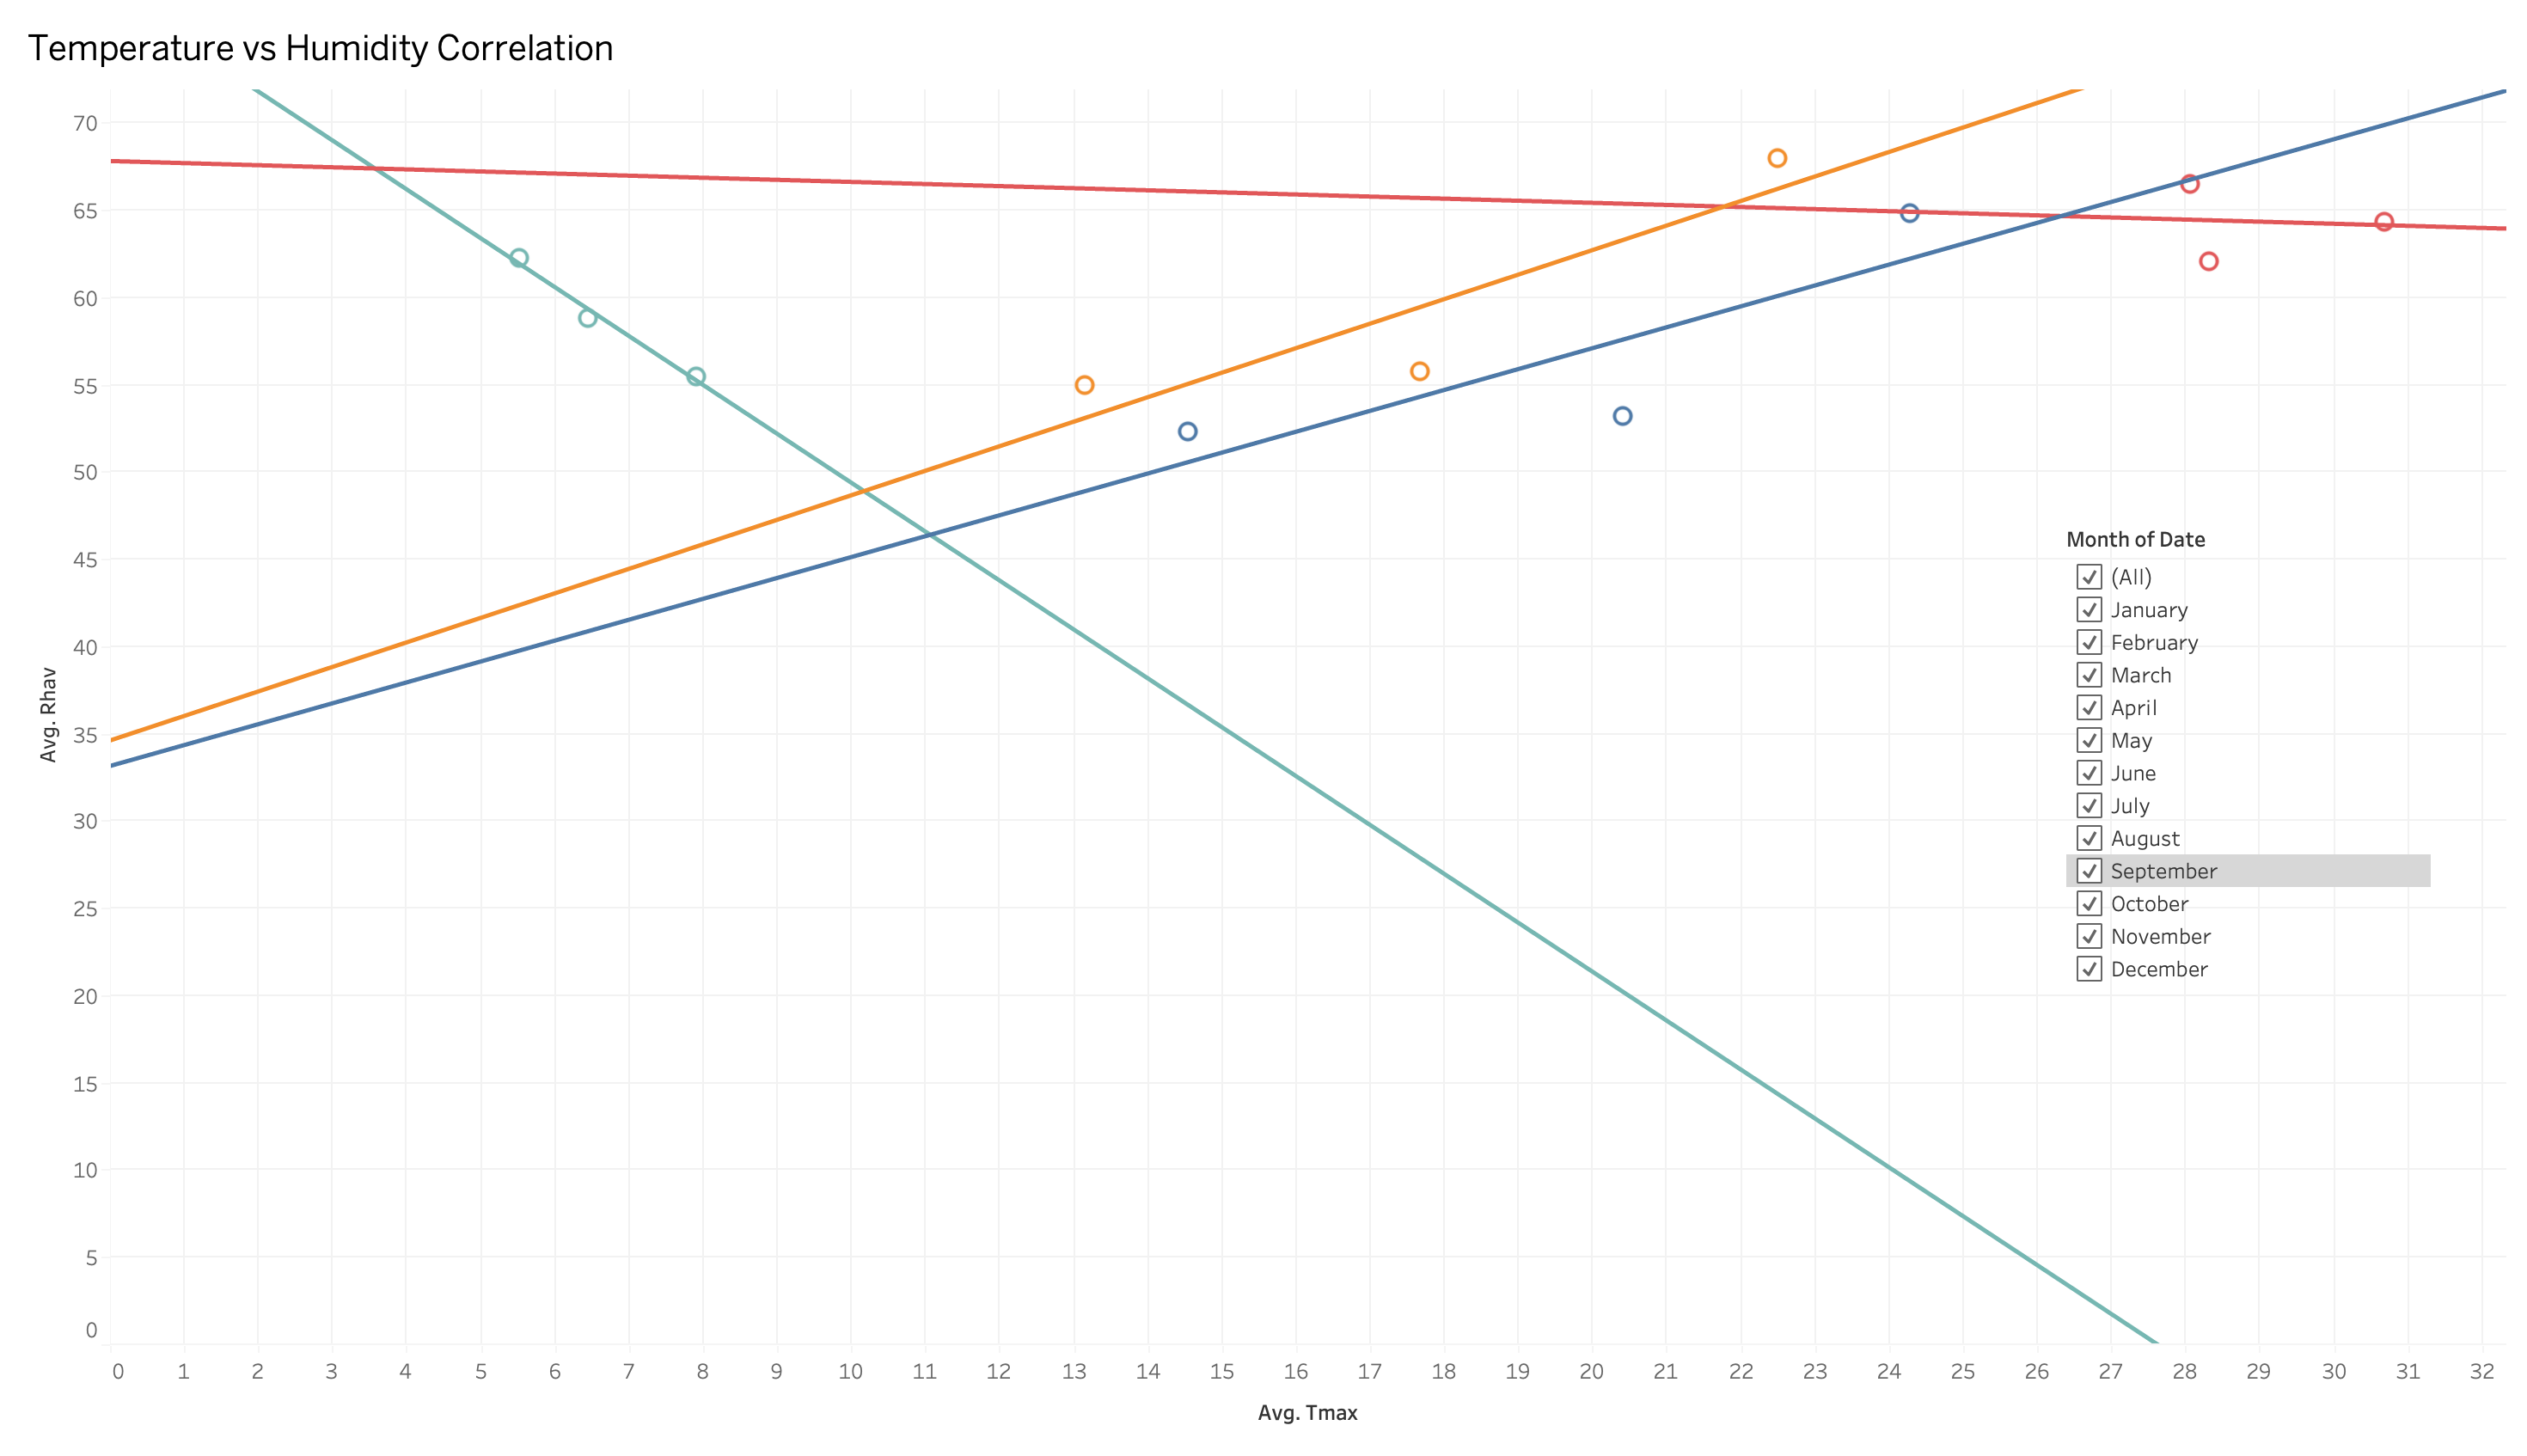 Temperature vs Humidity Correlation
70
65
60
55
50
45
40
35
30
25
20
15
10
5
0
Avg. Rhav
0 1 2 3 4 5 6 7 8 9 10 11 12 13 14 15 16 17 18 19 20 21 22 23 24 25 26 27 28 29 30 31 32
Avg. Tmax
Month of Date
(All)
January
February
March
April
May
June
July
August
September
October
November
December